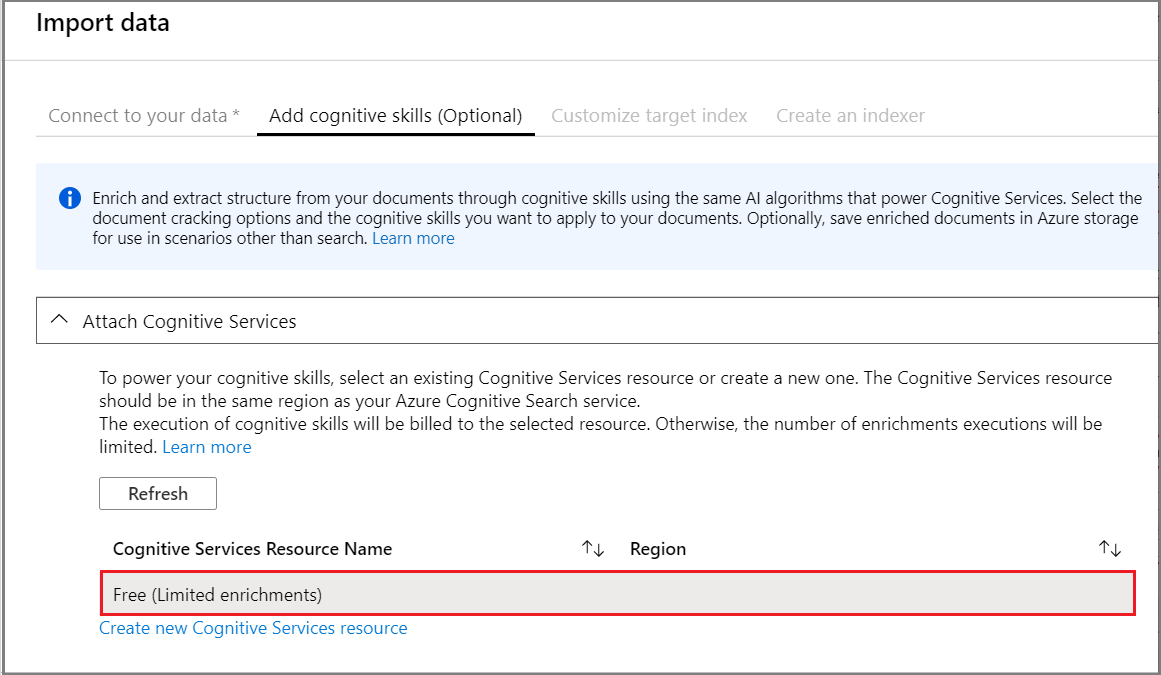 Import data
Connect to your data *
Add cognitive skills (Optional)
Customize target index
Create an indexer
Enrich and extract structure from your documents through cognitive skills using the same AI algorithms that power Cognitive Services. Select the
document cracking options and the cognitive skills you want to apply to your documents. Optionally, save enriched documents in Azure storage
for use in scenarios other than search. Learn more
Attach Cognitive Services
To power your cognitive skills, select an existing Cognitive Services resource or create a new one. The Cognitive Services resource
should be in the same region as your Azure Cognitive Search service.
The execution of cognitive skills will be billed to the selected resource. Otherwise, the number of enrichments executions will be
limited. Learn more
Refresh
Cognitive Services Resource Name
Region
Free (Limited enrichments)
Create new Cognitive Services resource